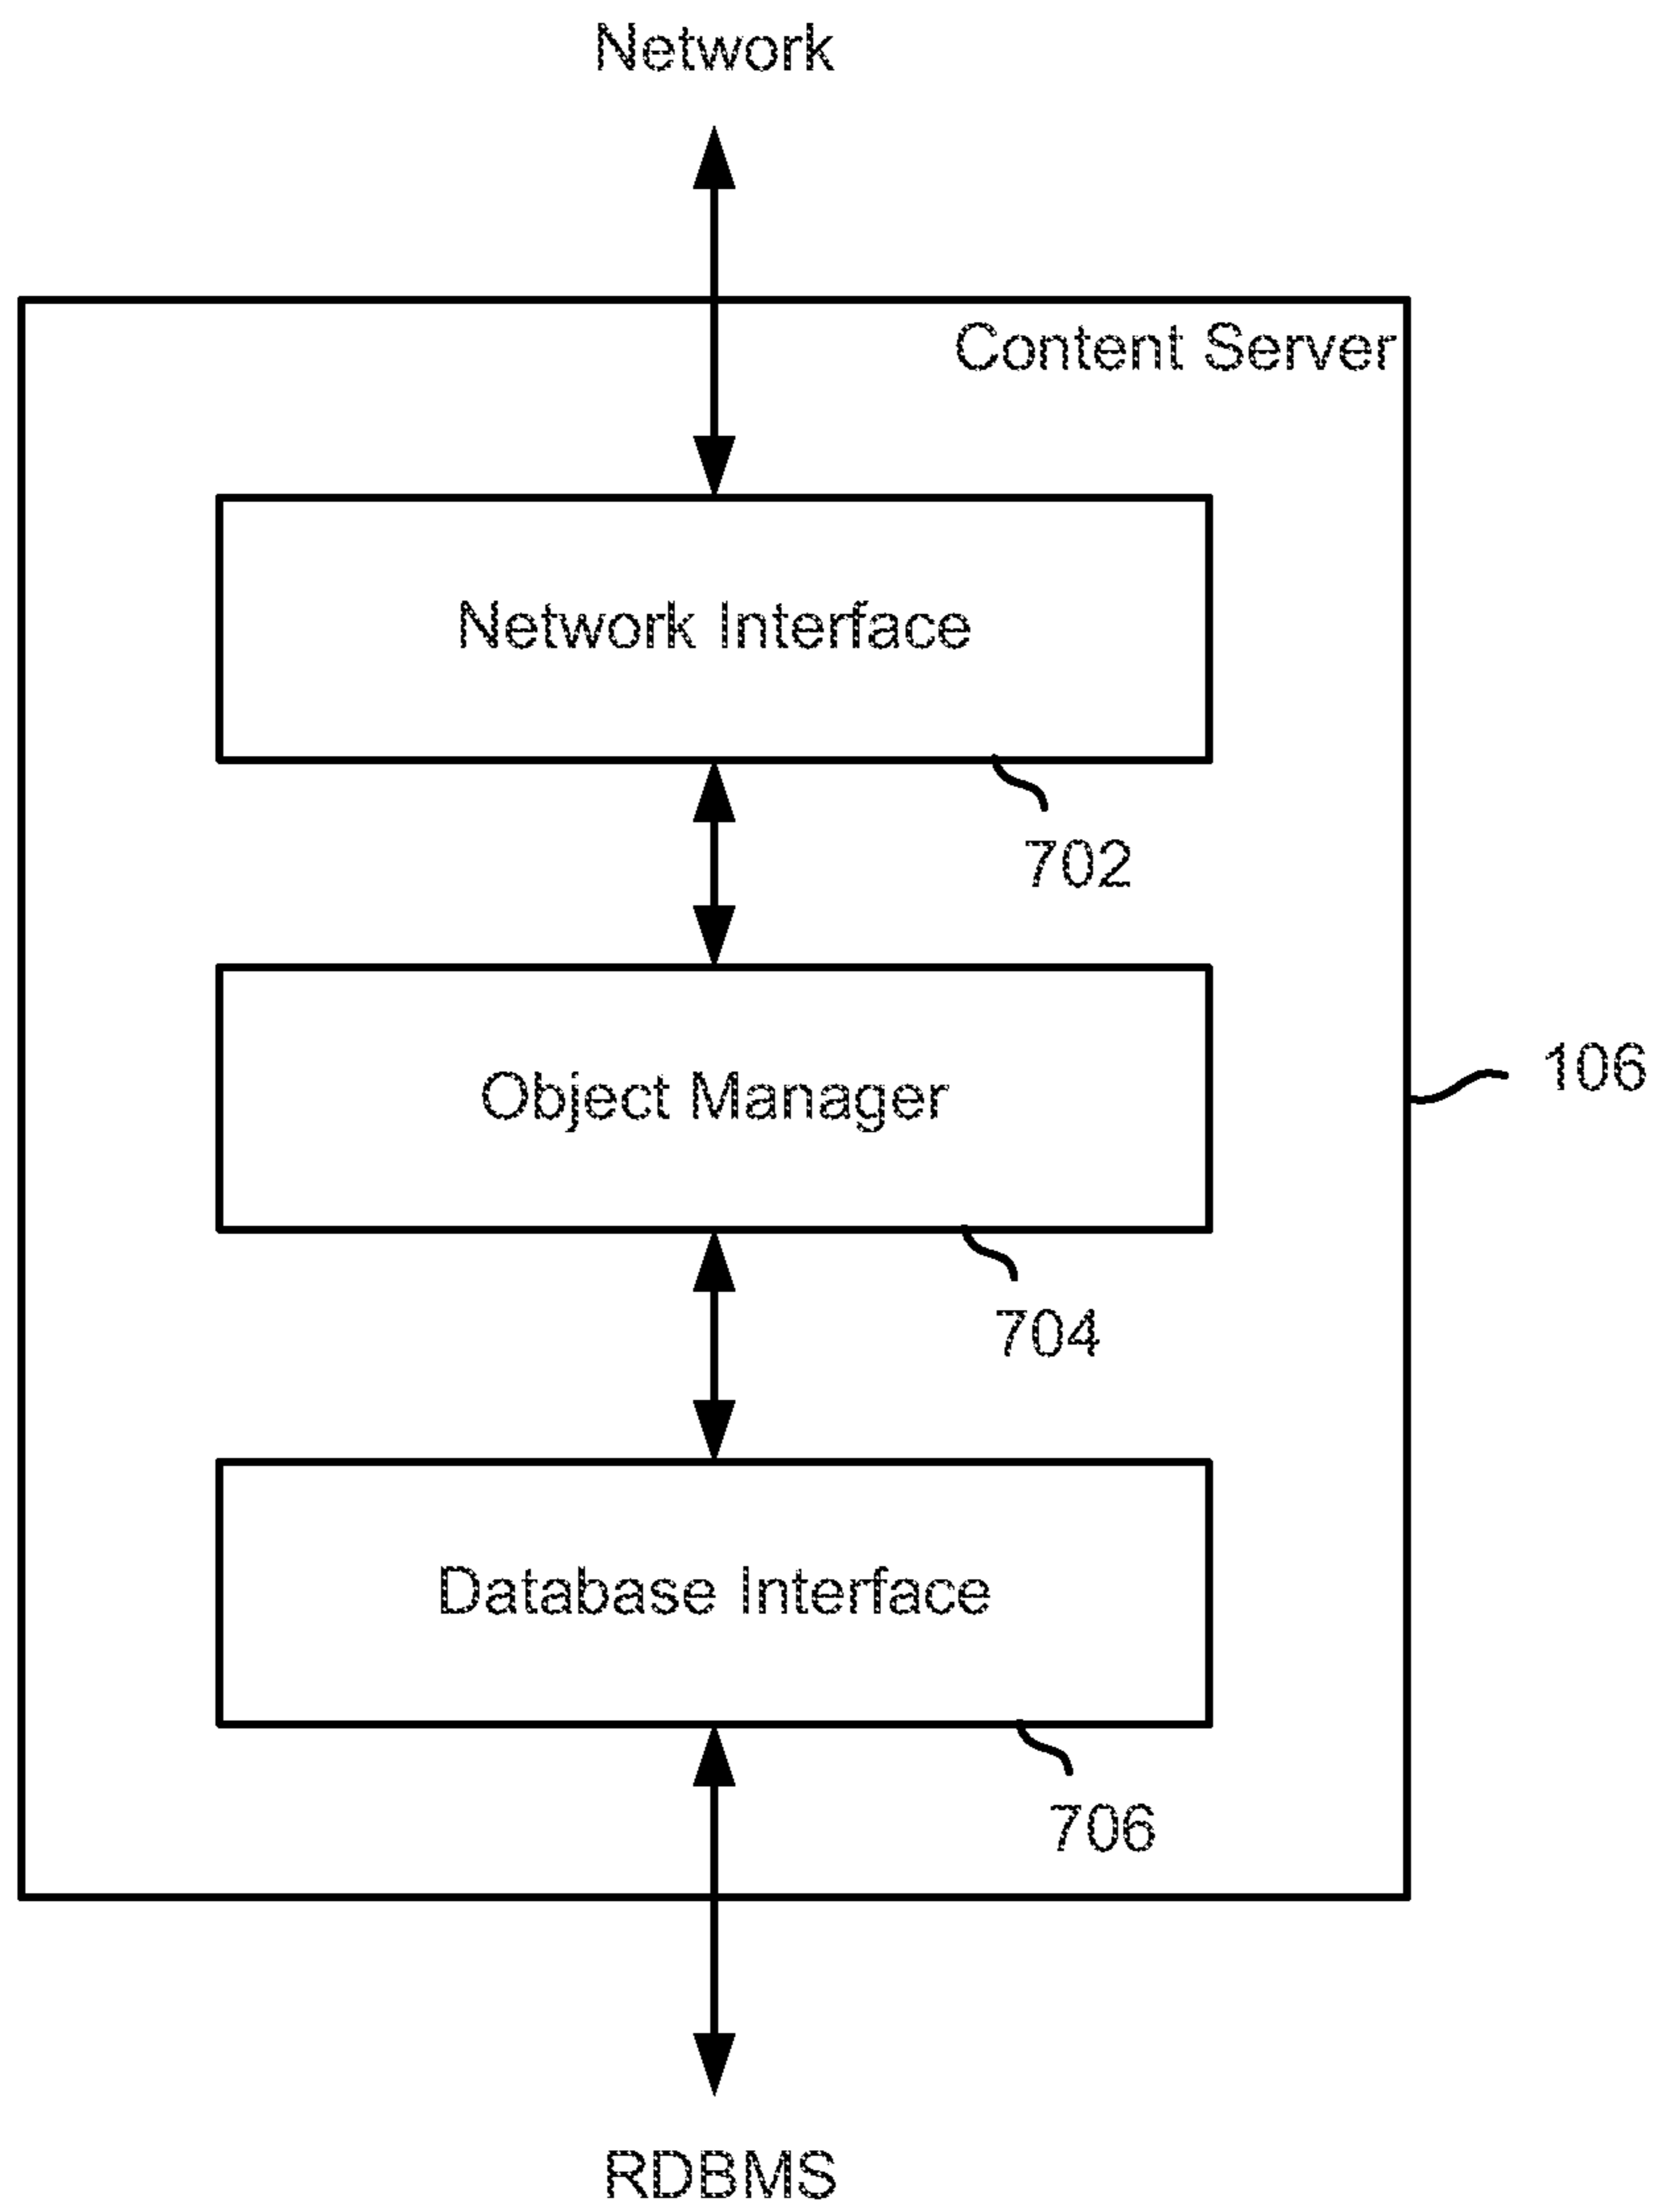 Network
Content Server
Network Interface
702
Object Manager
106
704
Database Interface
706
RDBMS